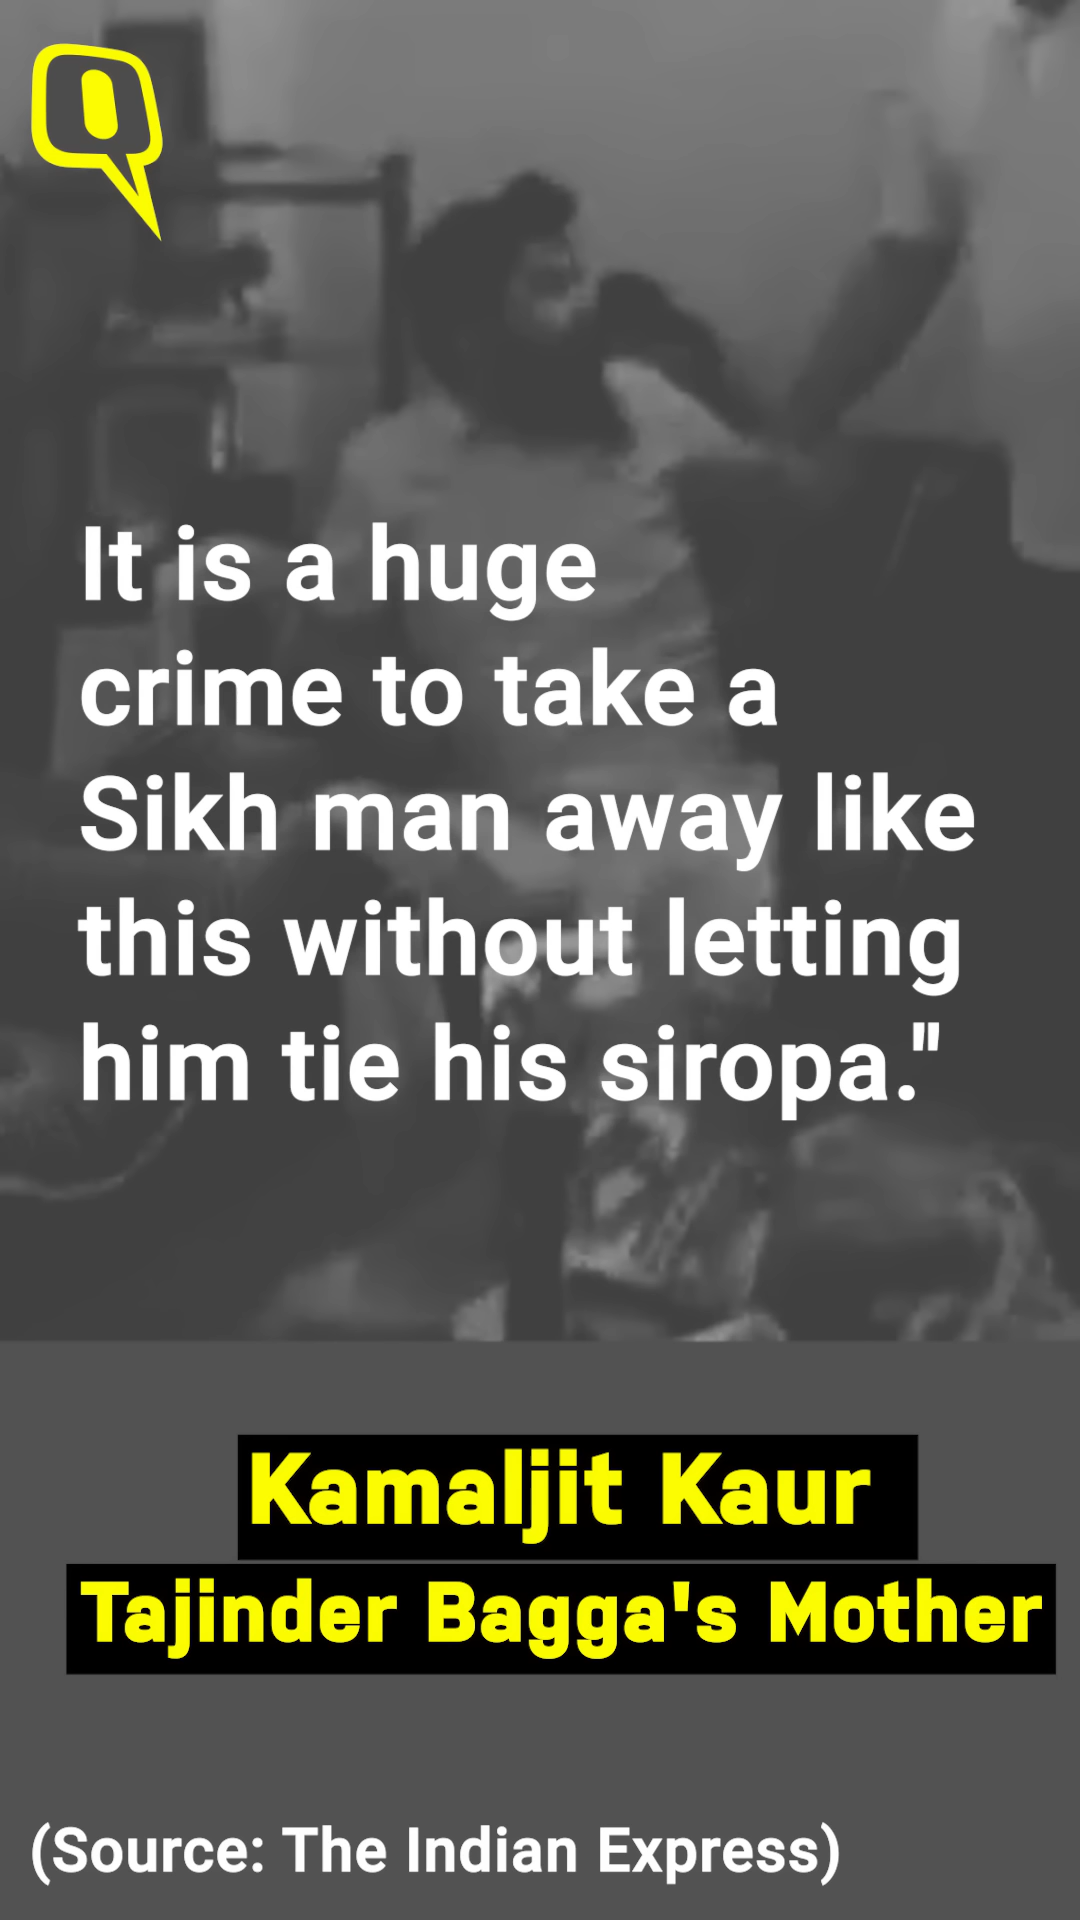 It is a huge
crime to take a
Sikh man away like
this without letting
him tie his siropa."
Kamaljit Kaur
Tajinder Bagga's Mother
(Source: The Indian Express)